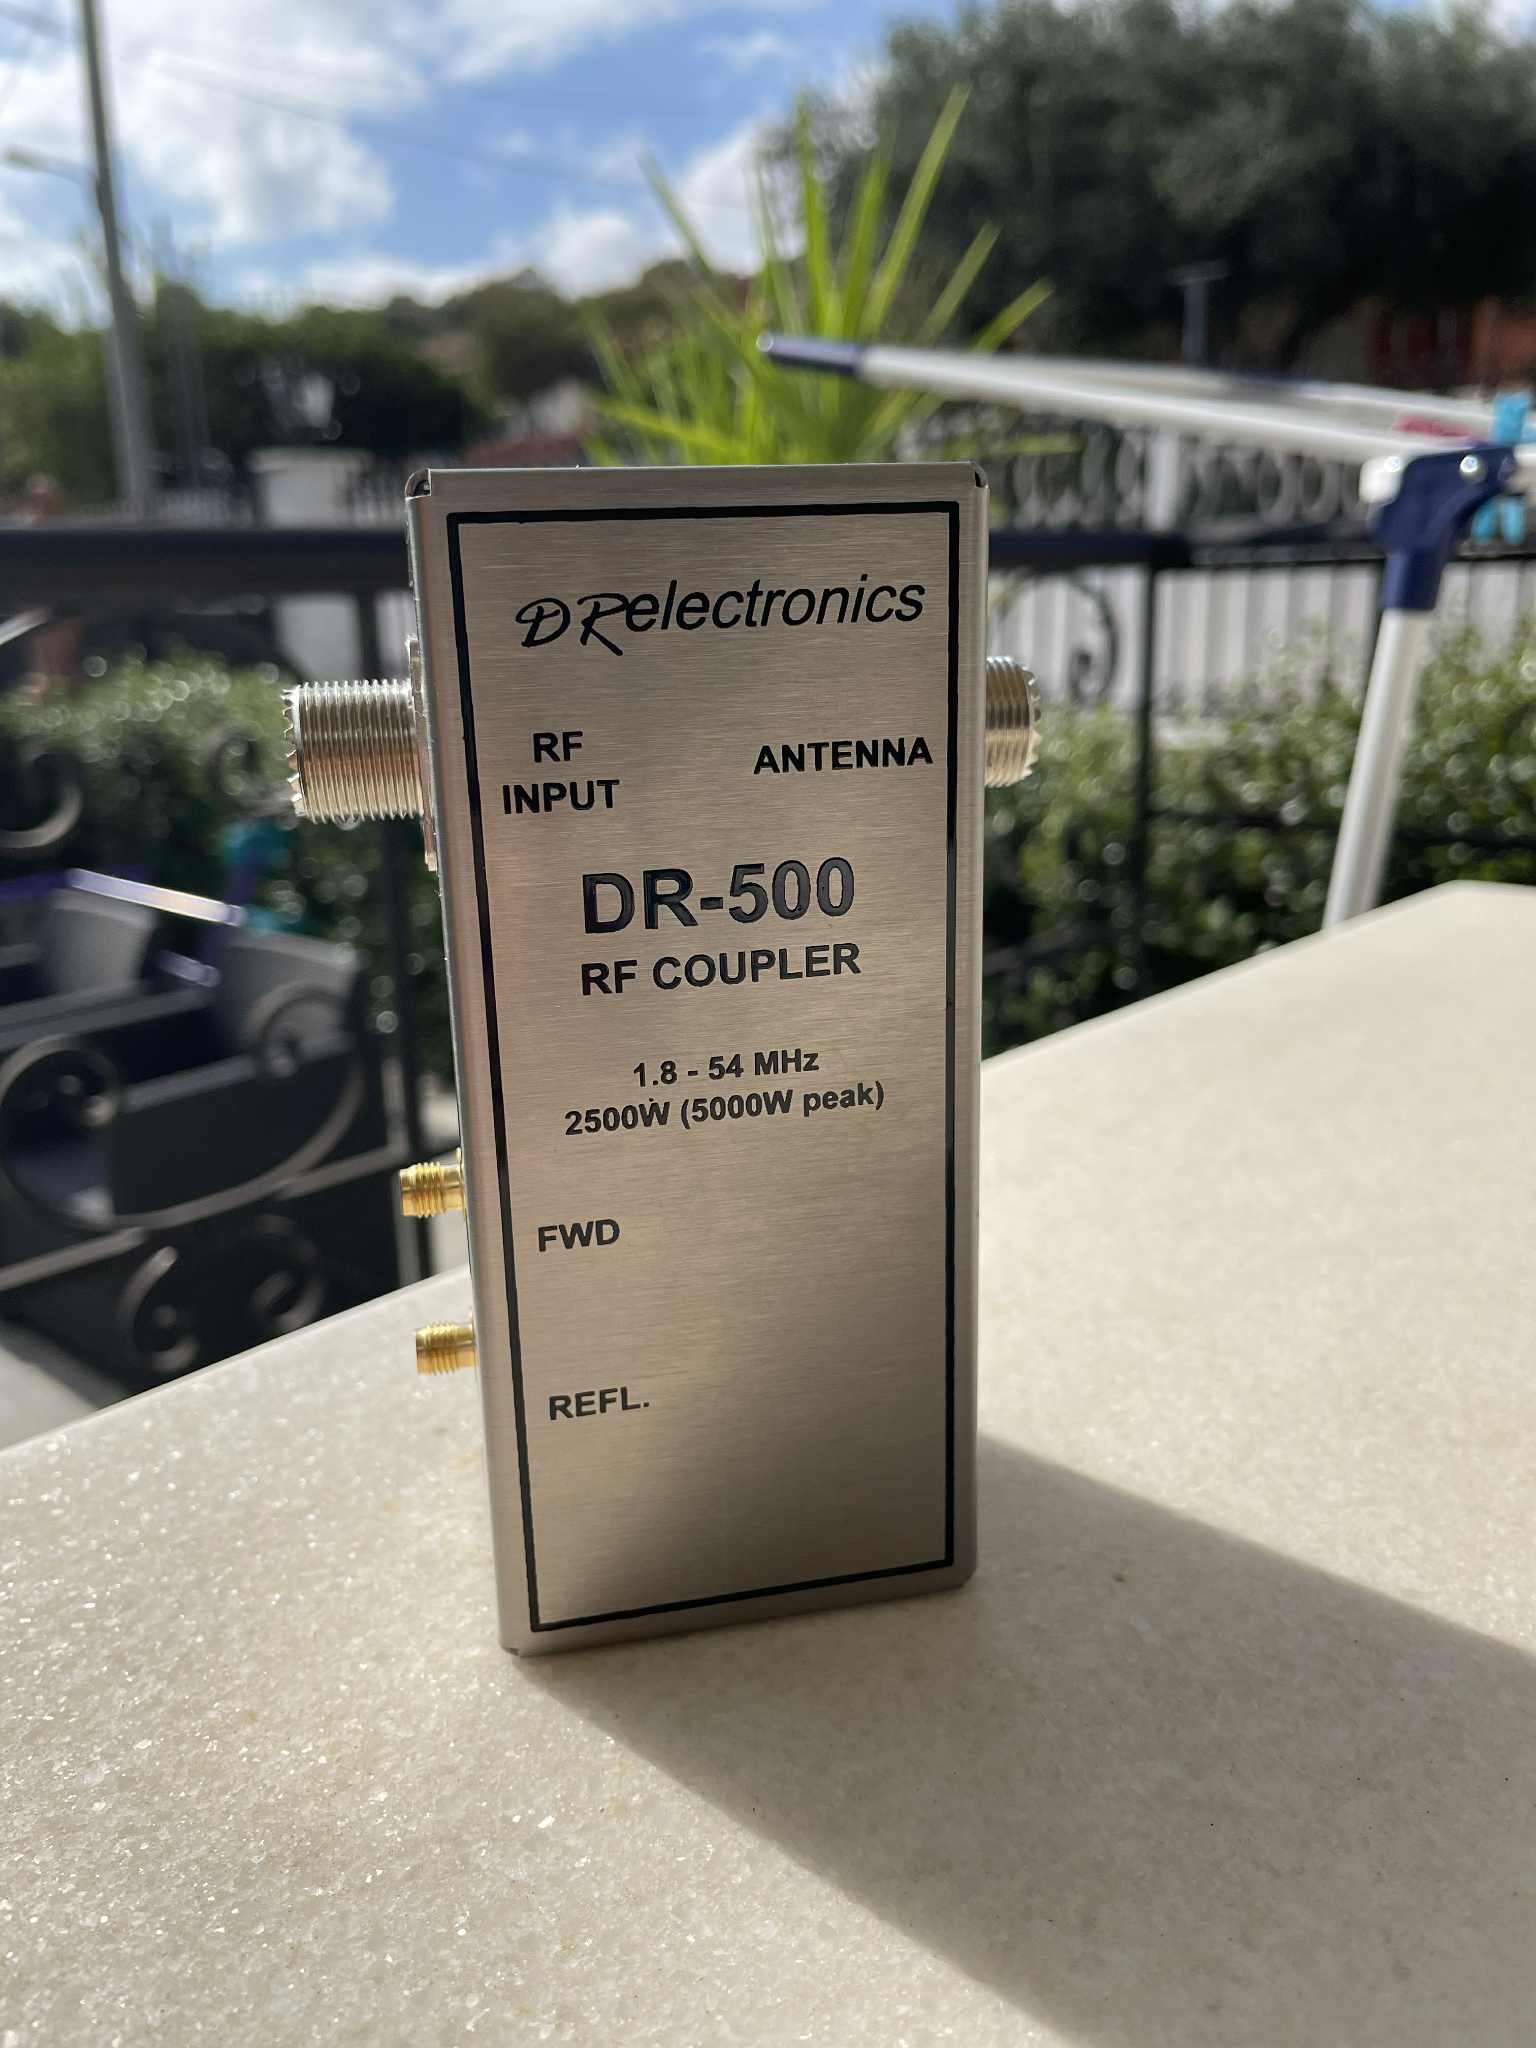 DRelectronics
RF
INPUT
ANTENNA
DR-500
RF COUPLER
1.8 - 54 MHz
2500W (5000W peak)
FWD
REFL.